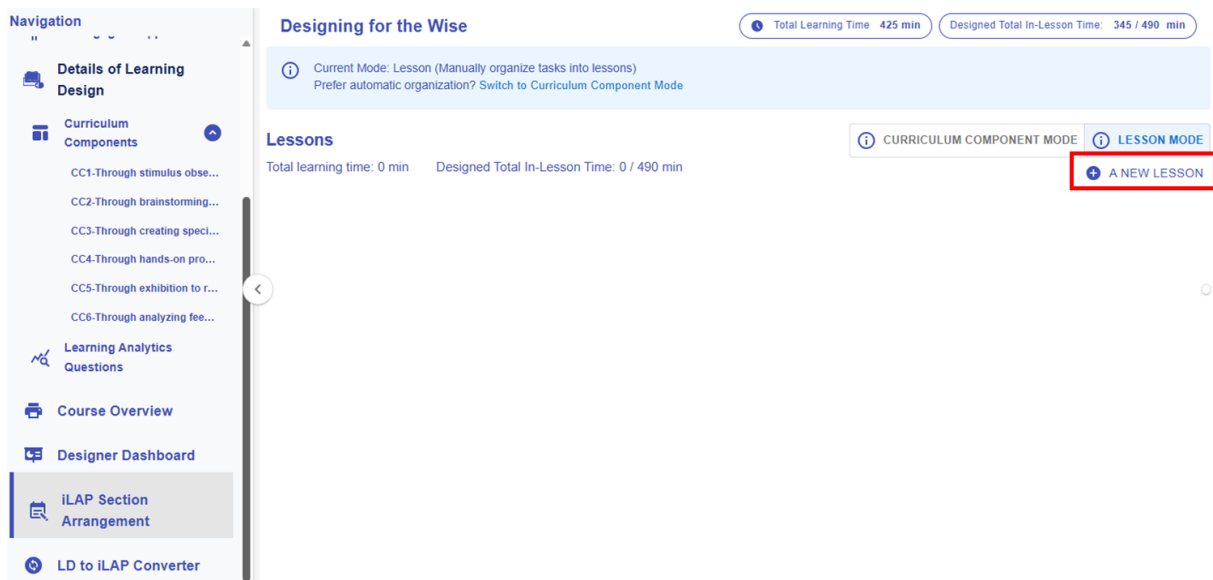 Navigation
Details of Learning
Design
Curriculum
Components
CC1-Through stimulus obse...
CC2-Through brainstorming...
CC3-Through creating speci...
CC4-Through hands-on pro...
CC5-Through exhibition to r...
CC6-Through analyzing fee...
Learning Analytics
Questions
Course Overview
Designer Dashboard
iLAP Section
Arrangement
LD to iLAP Converter
Designing for the Wise
Total Learning Time 425 min
Designed Total In-Lesson Time: 345 / 490 min
Current Mode: Lesson (Manually organize tasks into lessons)
Prefer automatic organization? Switch to Curriculum Component Mode
Lessons
CURRICULUM COMPONENT MODE
LESSON MODE
Total learning time: 0 min Designed Total In-Lesson Time: 0 / 490 min
A NEW LESSON